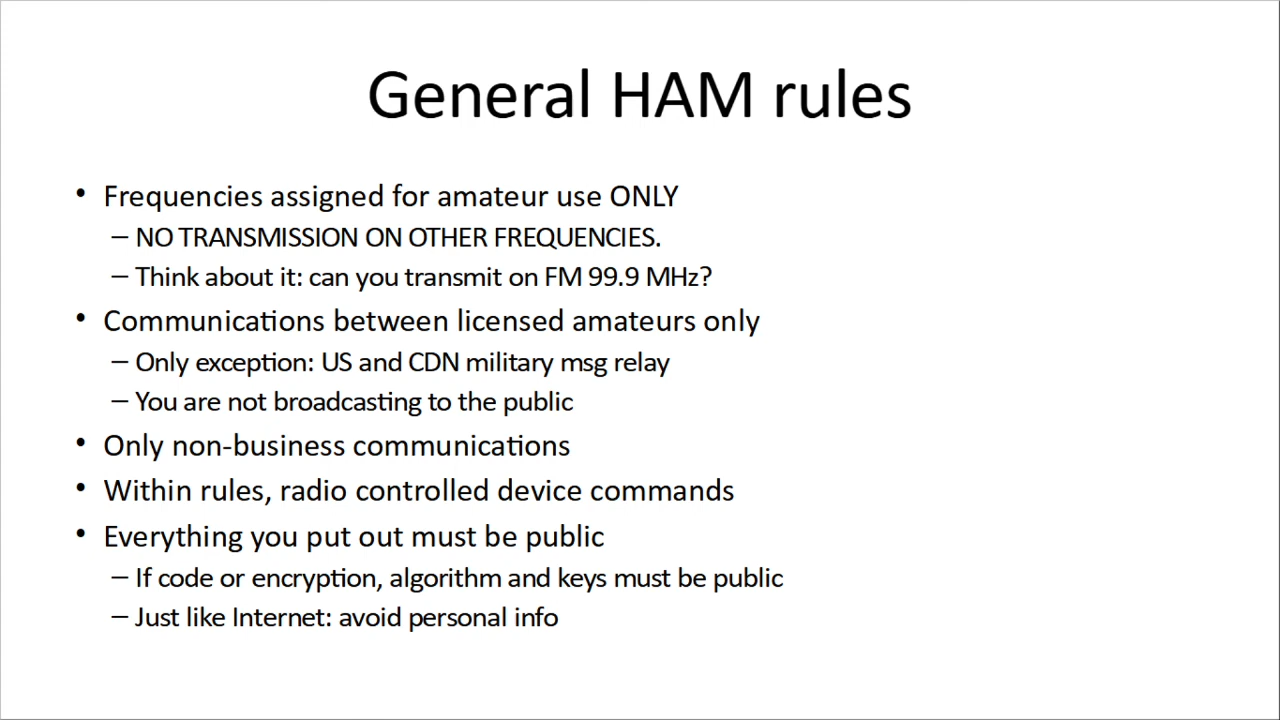 General HAM rules
• Frequencies assigned for amateur use ONLY
– NO TRANSMISSION ON OTHER FREQUENCIES.
– Think about it: can you transmit on FM 99.9 MHz?
• Communications between licensed amateurs only
– Only exception: US and CDN military msg relay
– You are not broadcasting to the public
• Only non-business communications
• Within rules, radio controlled device commands
• Everything you put out must be public
– If code or encryption, algorithm and keys must be public
– Just like Internet: avoid personal info